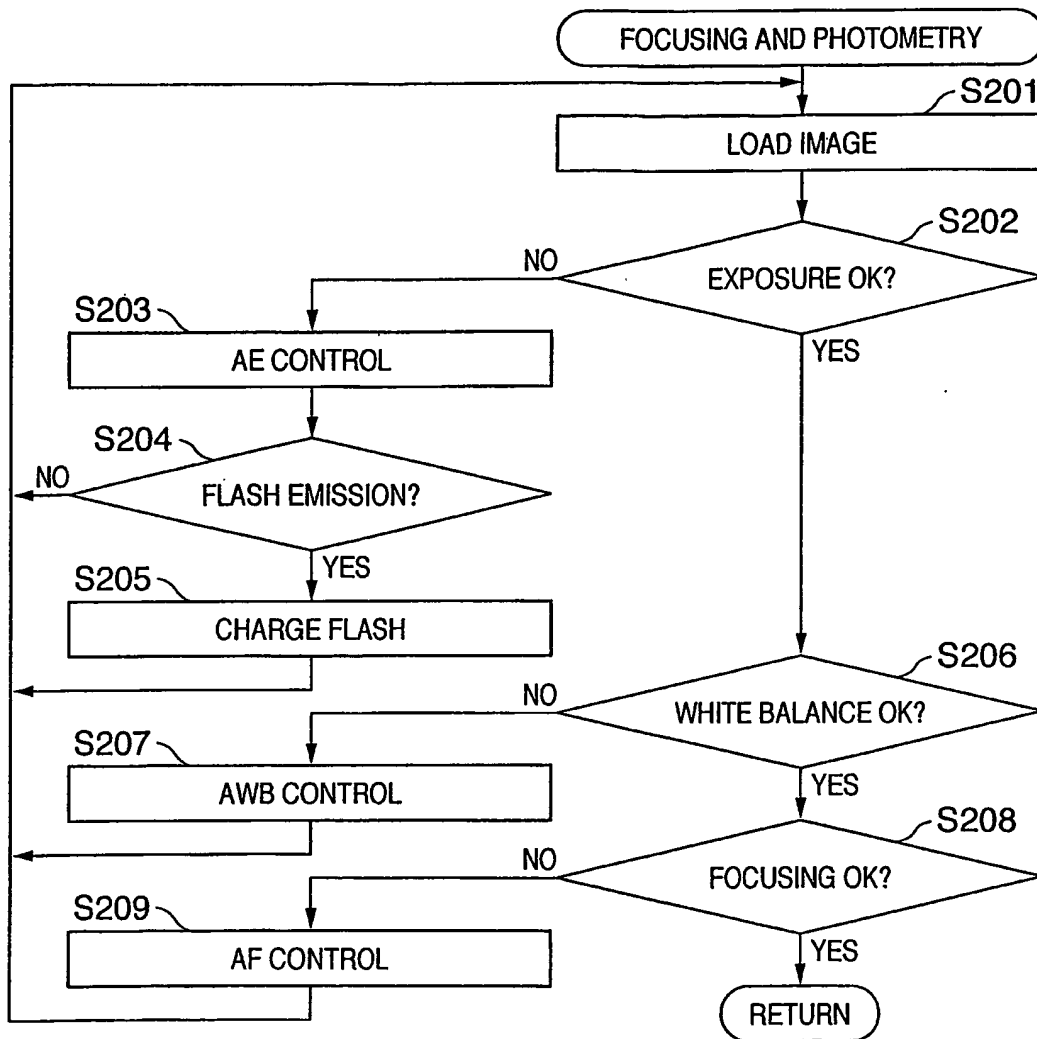 FOCUSING AND PHOTOMETRY
S201
LOAD IMAGE
S202
EXPOSURE OK?
NO
YES
S203
AE CONTROL
S204
FLASH EMISSION?
NO
YES
S205
CHARGE FLASH
S206
WHITE BALANCE OK?
NO
YES
S207
AWB CONTROL
S208
FOCUSING OK?
NO
YES
S209
AF CONTROL
RETURN